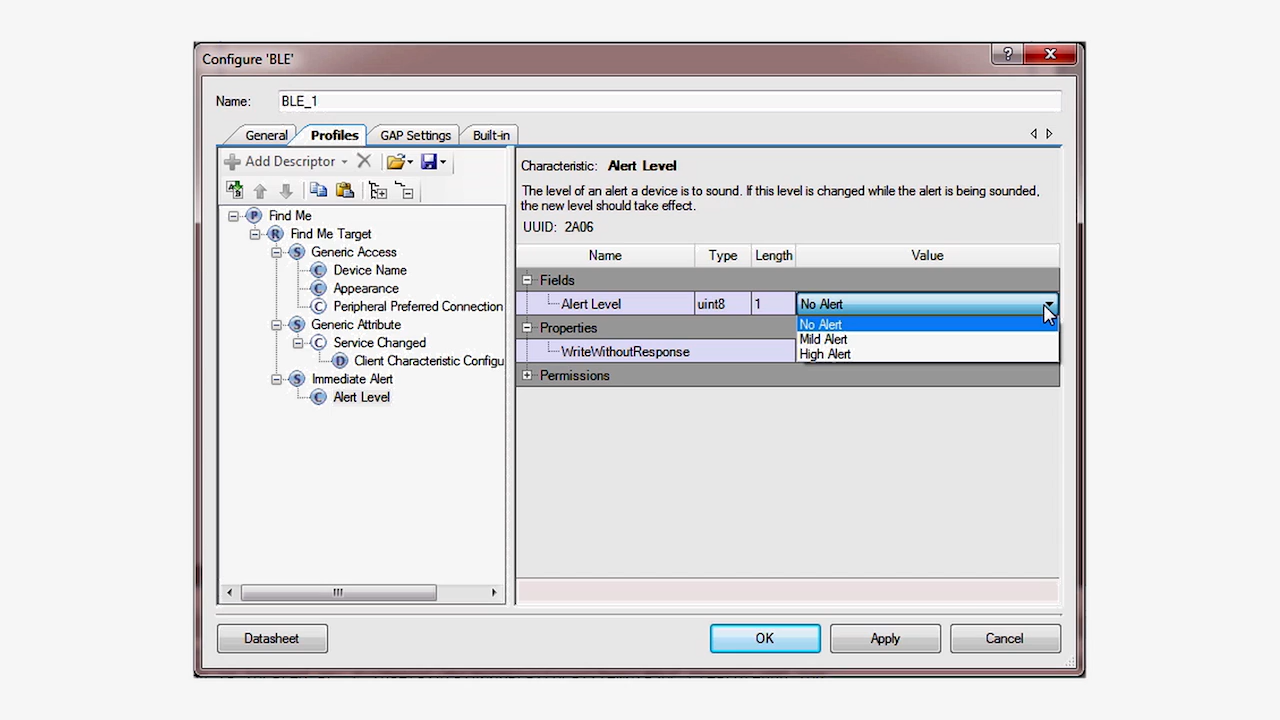 Configure 'BLE'
?
X
Name: BLE_1
General Profiles GAP Settings Built-in
Add Descriptor
Find Me
Find Me Target
Generic Access
Device Name
Appearance
Peripheral Preferred Connection
Generic Attribute
Service Changed
Client Characteristic Configu
Immediate Alert
Alert Level
Characteristic: Alert Level
The level of an alert a device is to sound. If this level is changed while the alert is being sounded,
the new level should take effect.
UUID: 2A06
Name Type Length Value
Fields
Alert Level uint8 1 No Alert
No Alert
Mild Alert
High Alert
Properties
WriteWithoutResponse
Permissions
Datasheet OK Apply Cancel